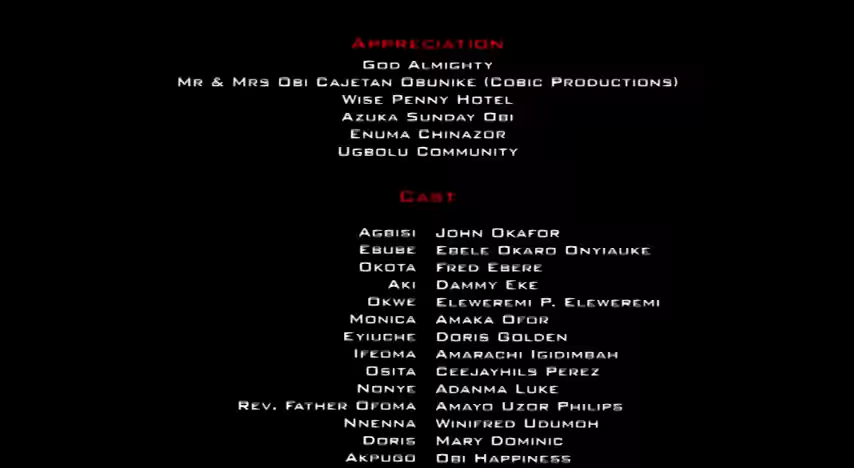 Appreciation
God Almighty
Mr & Mrs Obi Cajetan Obunike (Cobic Productions)
Wise Penny Hotel
Azuka Sunday Obi
Enuma Chinazor
Ugbolu Community
Cast
Agbisi John Okafor
Ebube Ebele Okaro Onyiauke
Okota Fred Ebere
Aki Dammy Eke
Okwe Eleweremi P. Eleweremi
Monica Amaka Ofor
Eyiuche Doris Golden
Ifeoma Amarachi Igidimbah
Osita Ceejayhils Perez
Nonye Adanma Luke
Rev. Father Ofoma Amayo Uzor Philips
Nnenna Winifred Udumoh
Doris Mary Dominic
Akpugo Obi Happiness